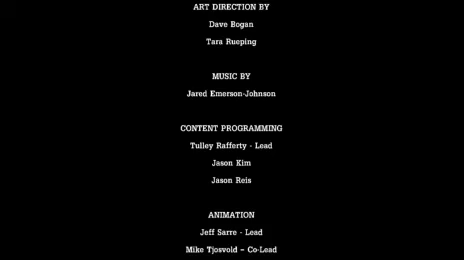 ART DIRECTION BY
Dave Bogan
Tara Rueping
MUSIC BY
Jared Emerson-Johnson
CONTENT PROGRAMMING
Tulley Rafferty - Lead
Jason Kim
Jason Reis
ANIMATION
Jeff Sarre - Lead
Mike Tjosvold – Co-Lead